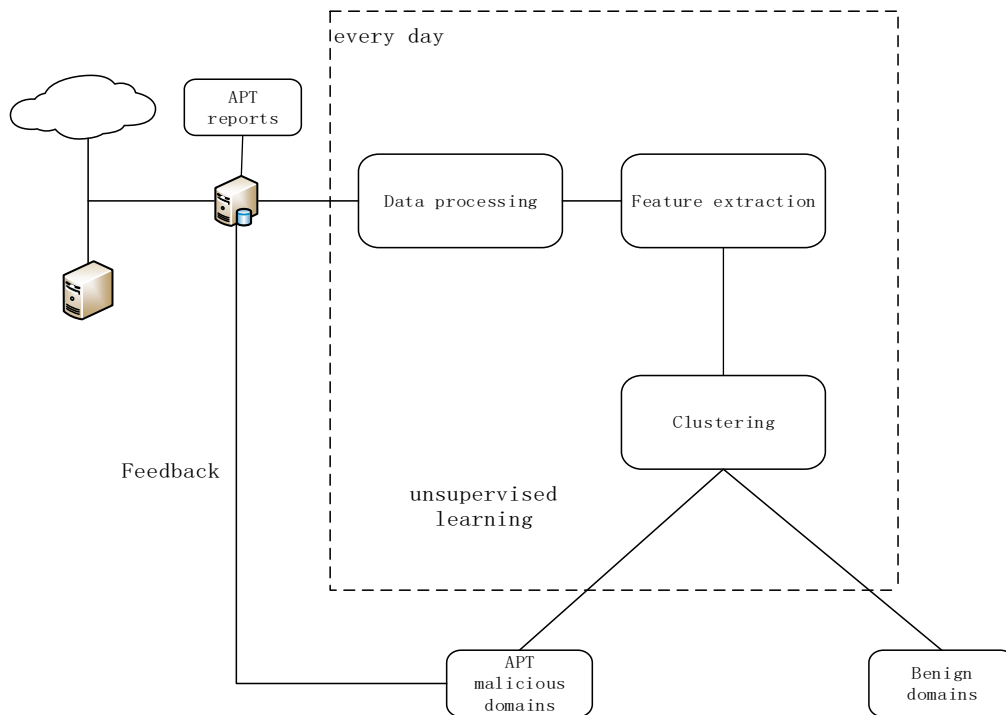 every day
APT
reports
Data processing
Feature extraction
Clustering
Feedback
unsupervised
learning
APT
malicious
domains
Benign
domains